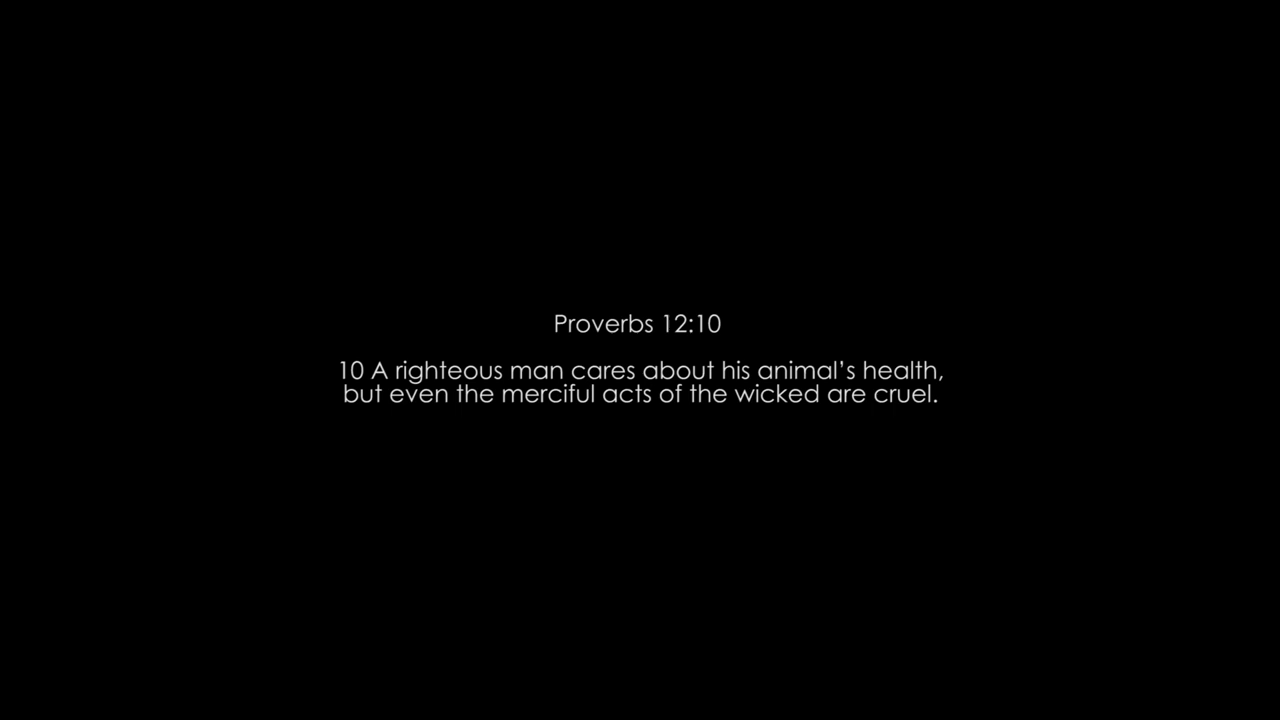 Proverbs 12:10
10 A righteous man cares about his animal’s health,
but even the merciful acts of the wicked are cruel.